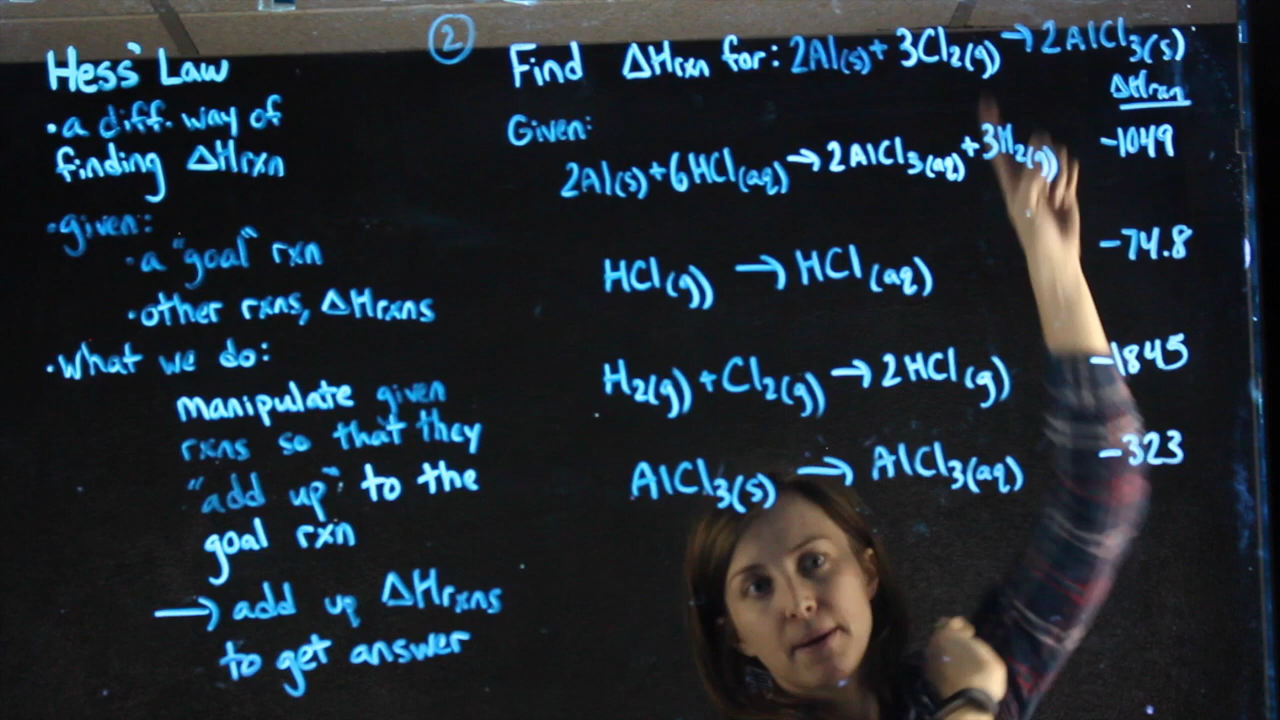 Hess' Law
• a diff. way of
finding ΔHrxn
• given:
• a "goal" rxn
• other rxns, ΔHrxns
• What we do:
manipulate given
rxns so that they
"add up" to the
goal rxn
→ add up ΔHrxns
to get answer
② Find ΔHrxn for: 2Al(s) + 3Cl₂(g) → 2AlCl₃(s)
ΔHrxn
Given:
2Al(s) + 6HCl(aq) → 2AlCl₃(aq) + 3H₂(g) -1049
HCl(g) → HCl(aq) -74.8
H₂(g) + Cl₂(g) → 2HCl(g) -1845
AlCl₃(s) → AlCl₃(aq) -323